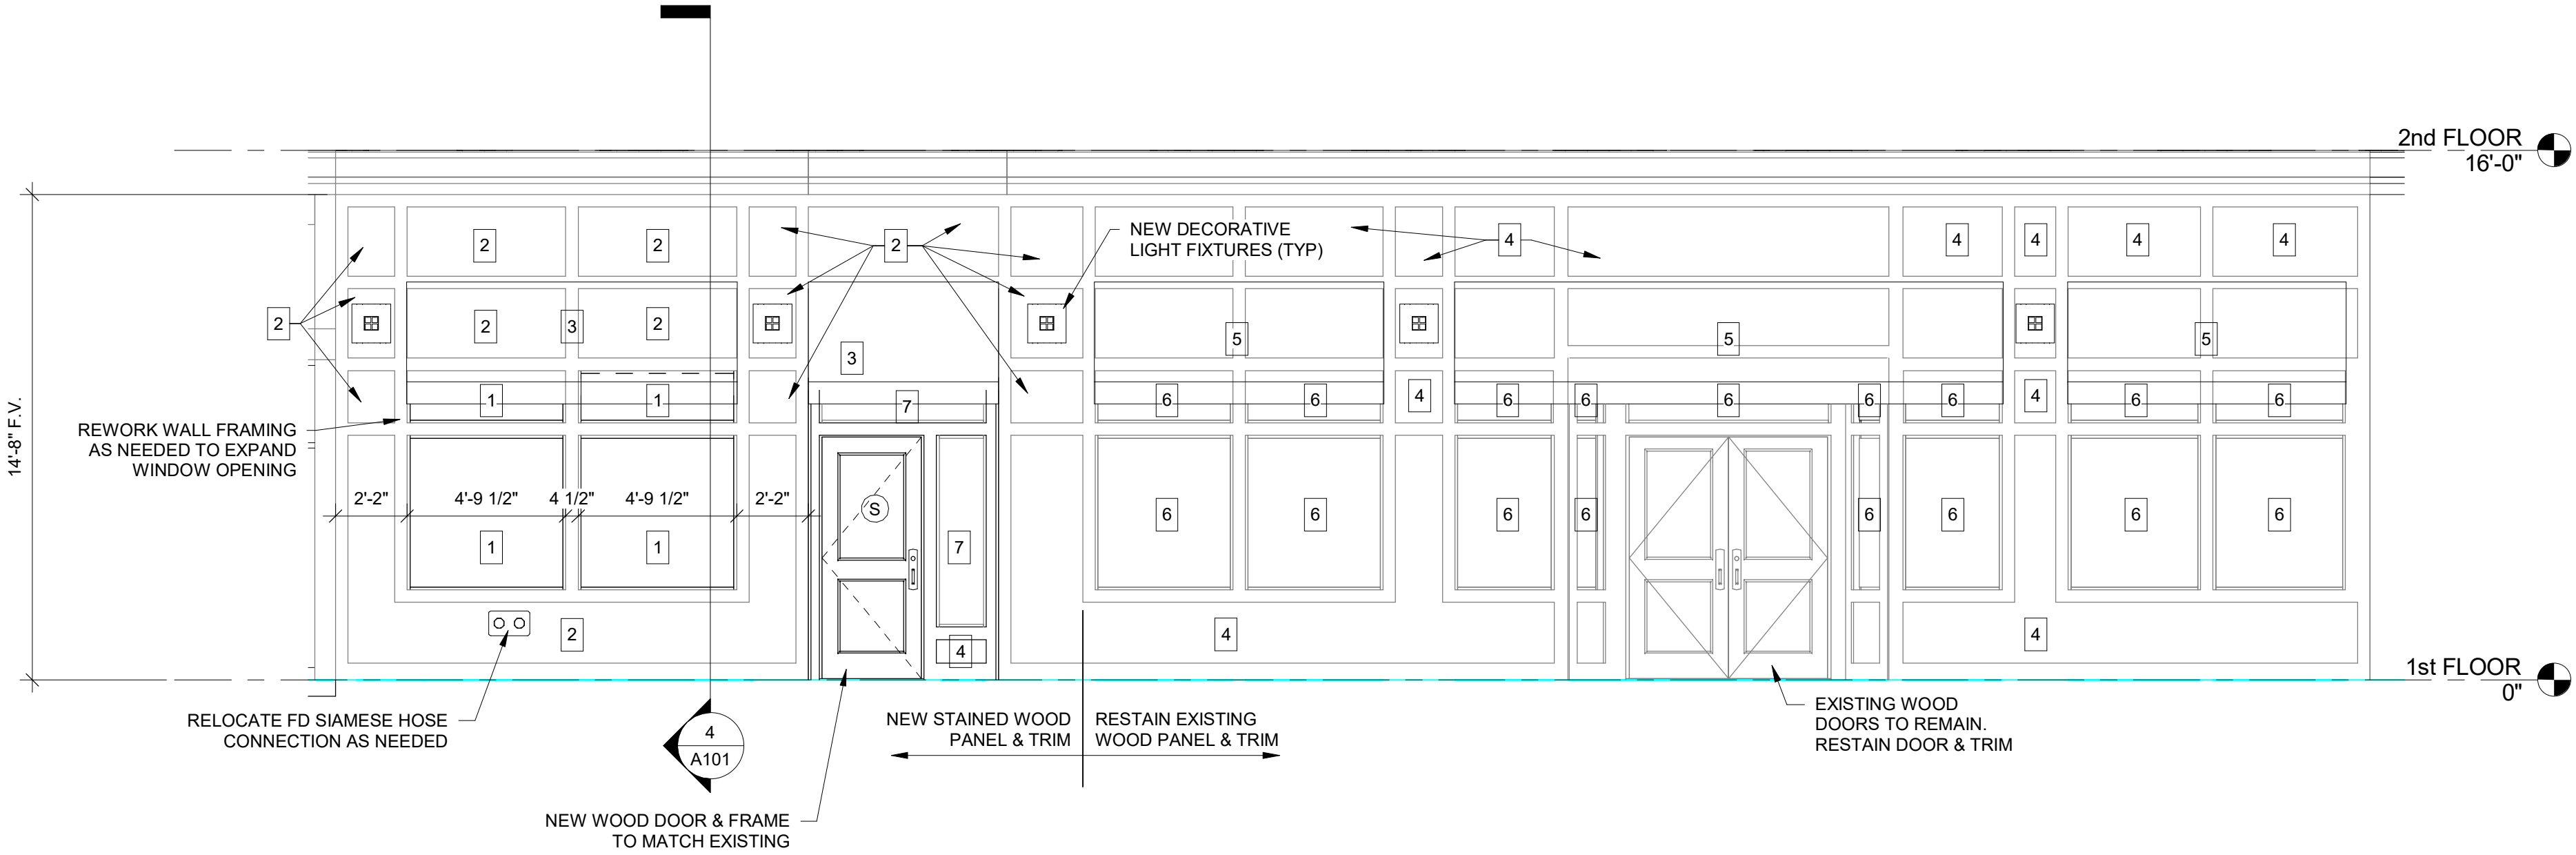 2nd FLOOR
16'-0"
14'-8" F.V.
NEW DECORATIVE
LIGHT FIXTURES (TYP)
2
2
2
4
4
4
4
4
2
2
3
2
3
5
5
5
1
1
7
6
6
4
6
6
6
6
6
4
6
6
REWORK WALL FRAMING
AS NEEDED TO EXPAND
WINDOW OPENING
2'-2"
4'-9 1/2"
4 1/2"
4'-9 1/2"
2'-2"
S
6
6
6
6
6
6
6
6
1
1
7
2
4
4
4
1st FLOOR
0"
RELOCATE FD SIAMESE HOSE
CONNECTION AS NEEDED
4
A101
NEW STAINED WOOD
PANEL & TRIM
RESTAIN EXISTING
WOOD PANEL & TRIM
EXISTING WOOD
DOORS TO REMAIN.
RESTAIN DOOR & TRIM
NEW WOOD DOOR & FRAME
TO MATCH EXISTING